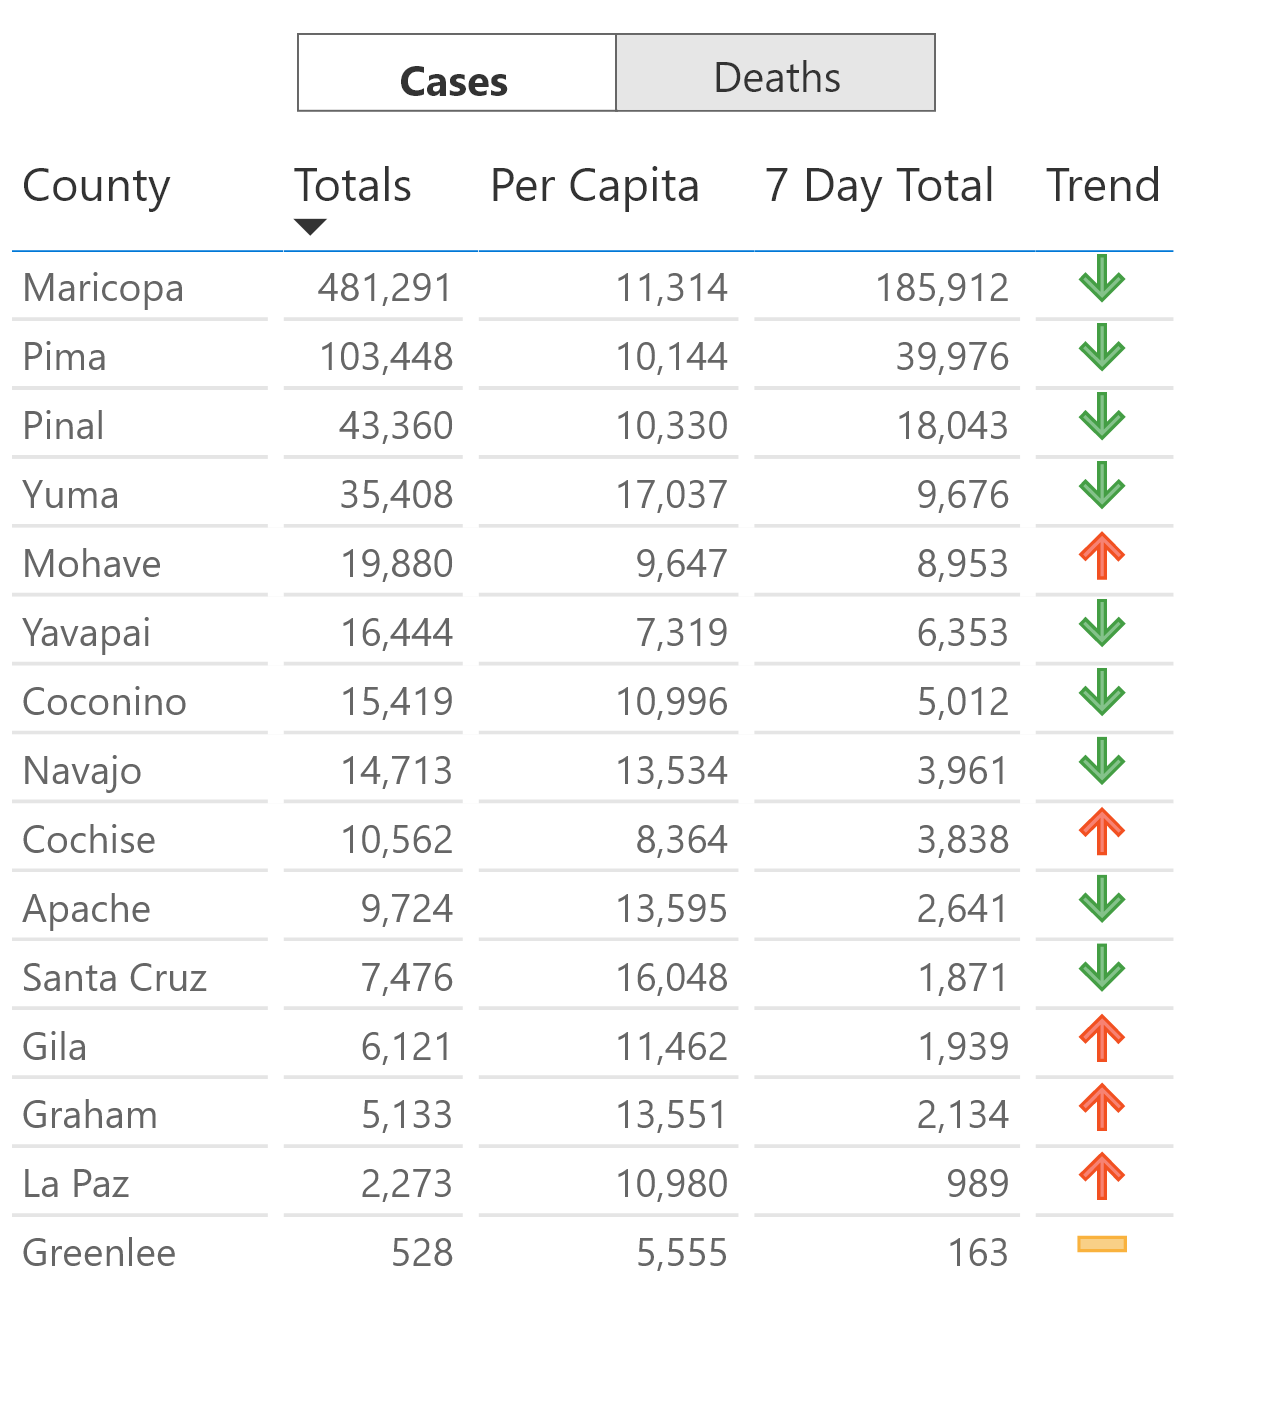 Cases Deaths
County Totals Per Capita 7 Day Total Trend
Maricopa 481,291 11,314 185,912
Pima 103,448 10,144 39,976
Pinal 43,360 10,330 18,043
Yuma 35,408 17,037 9,676
Mohave 19,880 9,647 8,953
Yavapai 16,444 7,319 6,353
Coconino 15,419 10,996 5,012
Navajo 14,713 13,534 3,961
Cochise 10,562 8,364 3,838
Apache 9,724 13,595 2,641
Santa Cruz 7,476 16,048 1,871
Gila 6,121 11,462 1,939
Graham 5,133 13,551 2,134
La Paz 2,273 10,980 989
Greenlee 528 5,555 163